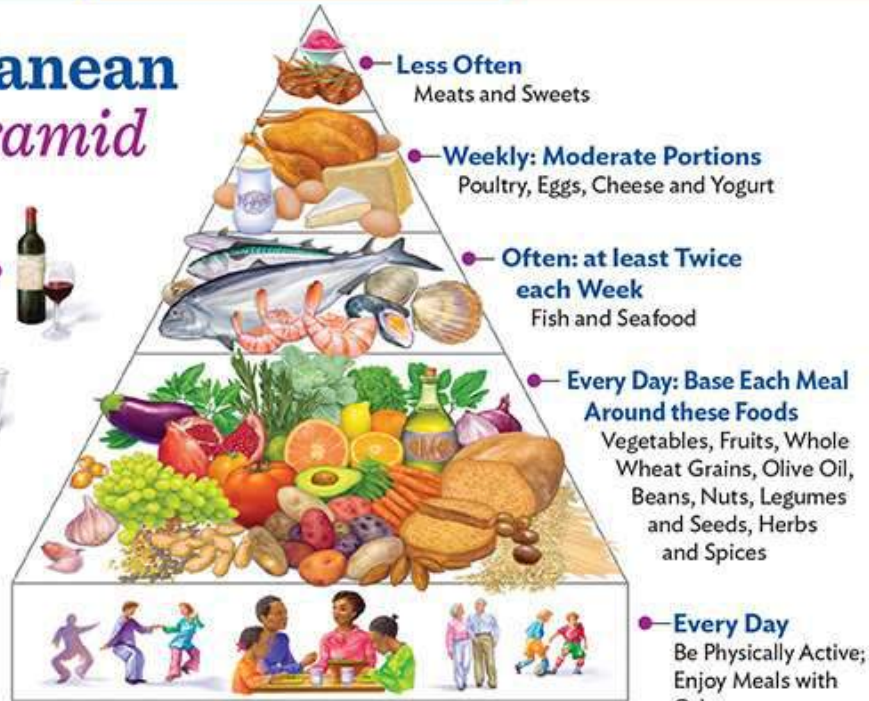 anean
amid
Less Often
Meats and Sweets
Weekly: Moderate Portions
Poultry, Eggs, Cheese and Yogurt
Often: at least Twice
each Week
Fish and Seafood
Every Day: Base Each Meal
Around these Foods
Vegetables, Fruits, Whole
Wheat Grains, Olive Oil,
Beans, Nuts, Legumes
and Seeds, Herbs
and Spices
Every Day
Be Physically Active;
Enjoy Meals with